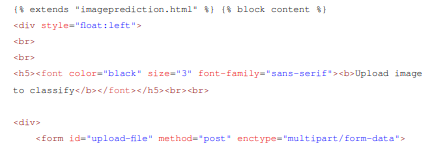 {% extends "imageprediction.html" %} {% block content %}
<div style="float:left">
<br>
<br>
<h5><font color="black" size="3" font-family="sans-serif"><b>Upload image
to classify</b></font></h5><br><br>
<div>
<form id="upload-file" method="post" enctype="multipart/form-data">